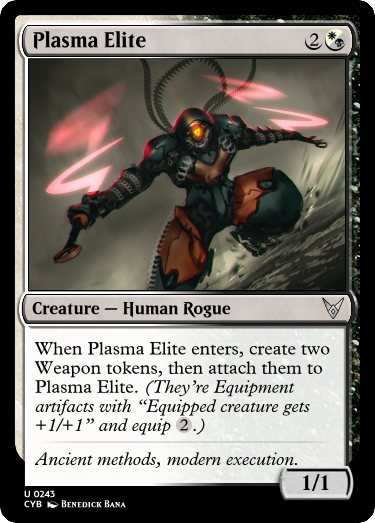 Plasma Elite 2
Creature — Human Rogue
When Plasma Elite enters, create two
Weapon tokens, then attach them to
Plasma Elite. (They're Equipment
artifacts with “Equipped creature gets
+1/+1” and equip 2.)
Ancient methods, modern execution.
1/1
U 0243
CYB Benedick Bana